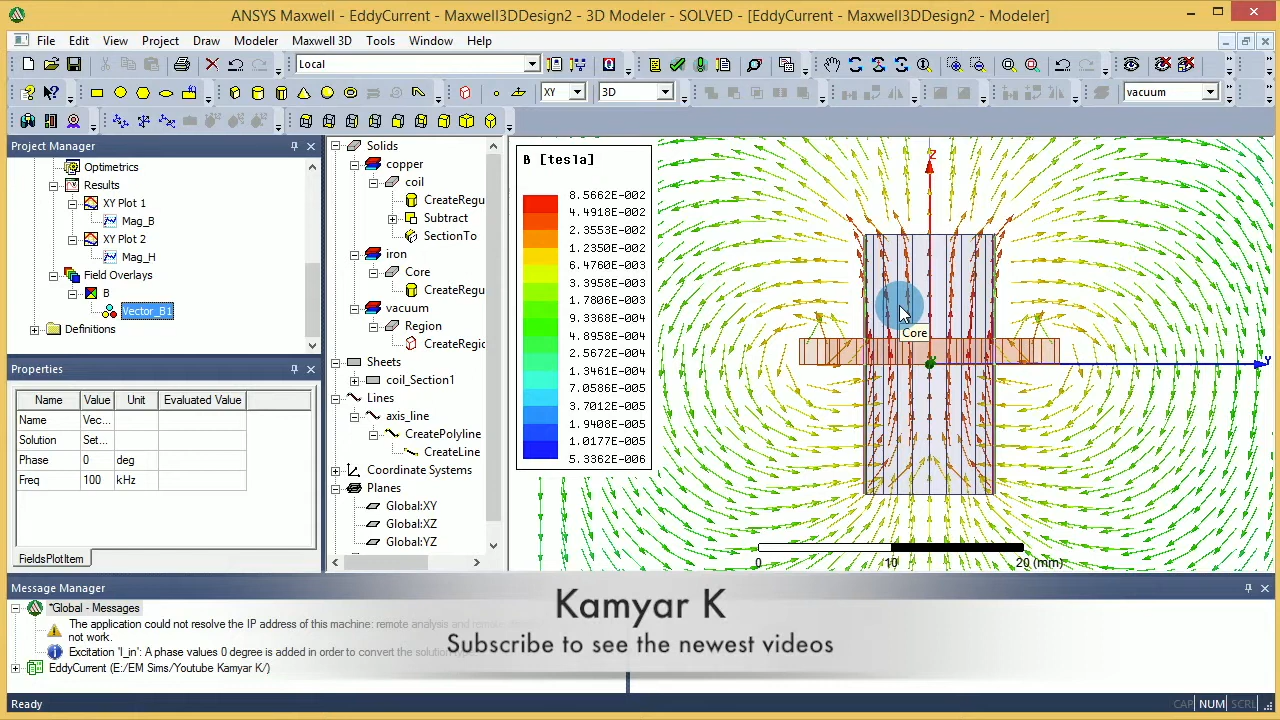 ANSYS Maxwell - EddyCurrent - Maxwell3DDesign2 - 3D Modeler - SOLVED - [EddyCurrent - Maxwell3DDesign2 - Modeler]
File Edit View Project Draw Modeler Maxwell 3D Tools Window Help
Local
XY 3D vacuum
Project Manager
Optimetrics
Results
XY Plot 1
Mag_B
XY Plot 2
Mag_H
Field Overlays
B
Vector_B1
Definitions
Properties
Name Value Unit Evaluated Value
Name Vec...
Solution Set...
Phase 0 deg
Freq 100 kHz
FieldsPlotItem
Solids
copper
coil
CreateRegu
Subtract
SectionTo
iron
Core
CreateRegu
vacuum
Region
CreateRegic
Sheets
coil_Section1
Lines
axis_line
CreatePolyline
CreateLine
Coordinate Systems
Planes
Global:XY
Global:XZ
Global:YZ
B [tesla]
8.5662E-002
4.4918E-002
2.3553E-002
1.2350E-002
6.4760E-003
3.3958E-003
1.7806E-003
9.3368E-004
4.8958E-004
2.5672E-004
1.3461E-004
7.0586E-005
3.7012E-005
1.9408E-005
1.0177E-005
5.3362E-006
Z
Core
Y
0 10 20 (mm)
Message Manager
*Global - Messages
The application could not resolve the IP address of this machine: remote analysis and
not work.
Excitation 'I_in': A phase values 0 degree is added in order to convert the solution
EddyCurrent (E:/EM Sims/Youtube Kamyar K/)
Kamyar K
Subscribe to see the newest videos
Ready
CAP NUM SCRL